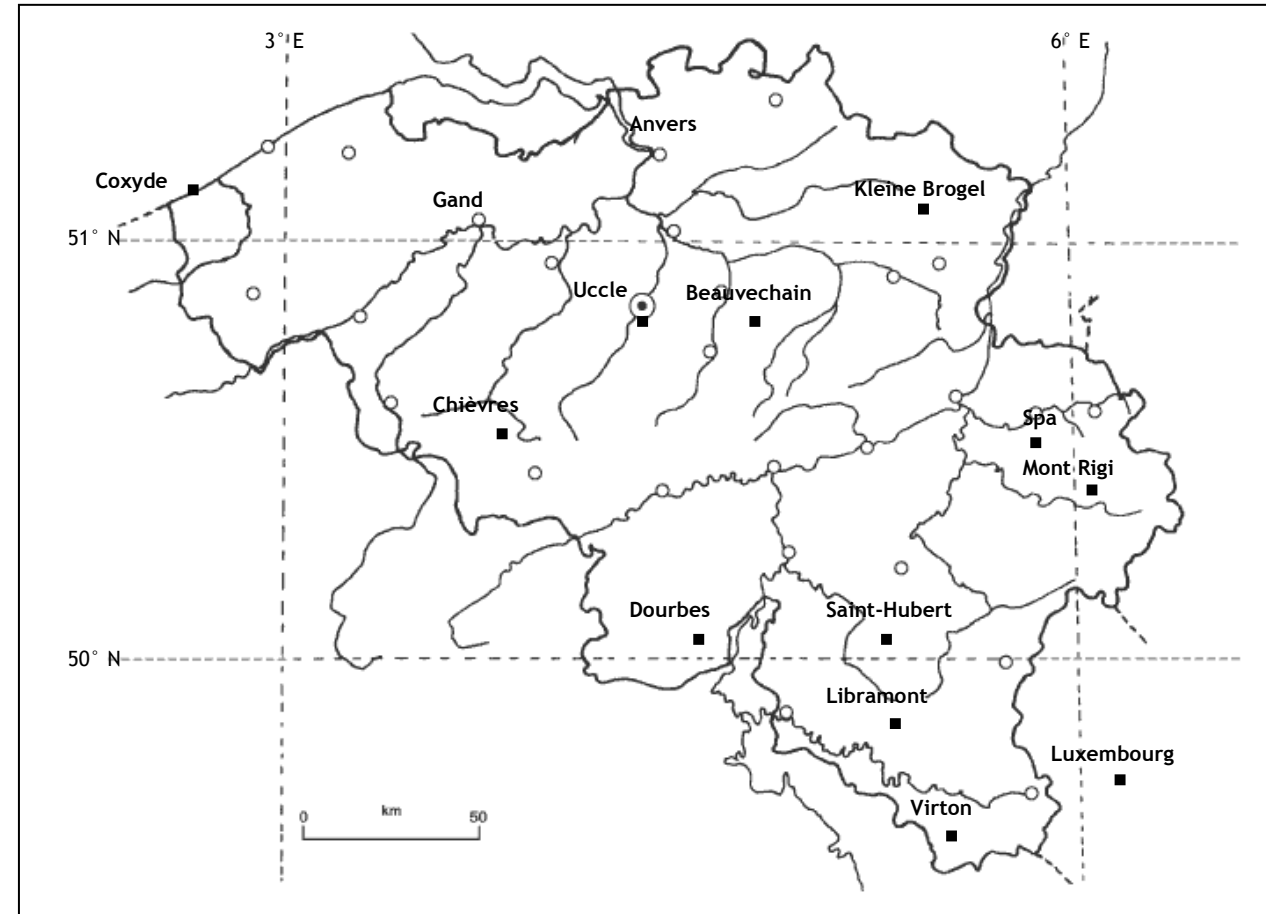 3° E
6° E
Anvers
Coxyde
Kleine Brogel
Gand
51° N
Uccle
Beauvechain
Chièvres
Spa
Mont Rigi
Dourbes
Saint-Hubert
50° N
Libramont
Luxembourg
Virton
km
0
50